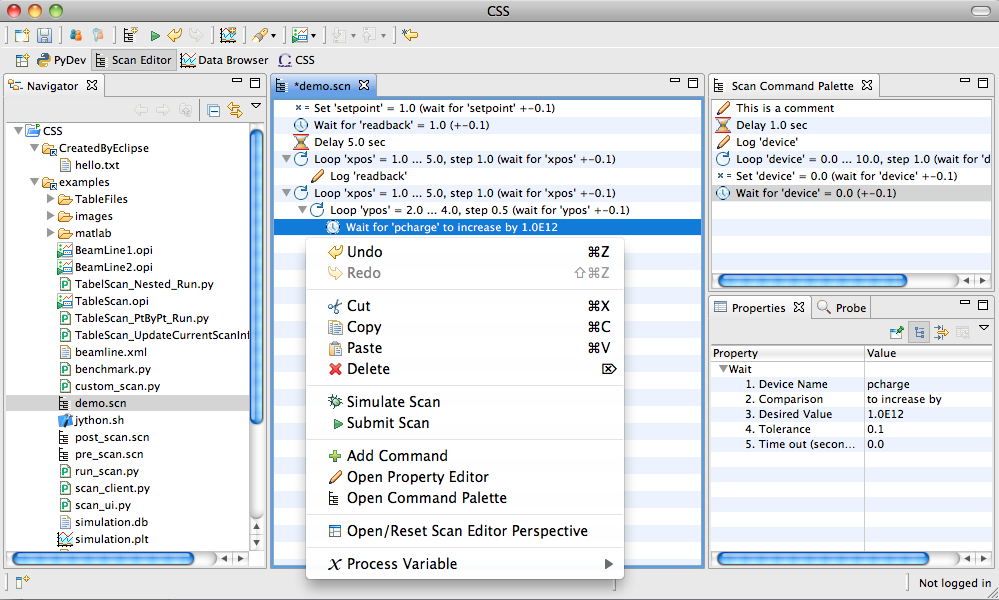 CSS
PyDev
Scan Editor
Data Browser
CSS
Navigator
CSS
CreatedByEclipse
hello.txt
examples
TableFiles
images
matlab
BeamLine1.opi
BeamLine2.opi
TabelScan_Nested_Run.py
TableScan.opi
TableScan_PtByPt_Run.py
TableScan_UpdateCurrentScanInf
beamline.xml
benchmark.py
custom_scan.py
demo.scn
jython.sh
post_scan.scn
pre_scan.scn
run_scan.py
scan_client.py
scan_ui.py
simulation.db
simulation.plt
*demo.scn
Set 'setpoint' = 1.0 (wait for 'setpoint' +-0.1)
Wait for 'readback' = 1.0 (+-0.1)
Delay 5.0 sec
Loop 'xpos' = 1.0 ... 5.0, step 1.0 (wait for 'xpos' +-0.1)
Log 'readback'
Loop 'xpos' = 1.0 ... 5.0, step 1.0 (wait for 'xpos' +-0.1)
Loop 'ypos' = 2.0 ... 4.0, step 0.5 (wait for 'ypos' +-0.1)
Wait for 'pcharge' to increase by 1.0E12
Undo ⌘Z
Redo ⇧⌘Z
Cut ⌘X
Copy ⌘C
Paste ⌘V
Delete ⌦
Simulate Scan
Submit Scan
Add Command
Open Property Editor
Open Command Palette
Open/Reset Scan Editor Perspective
Process Variable
Scan Command Palette
This is a comment
Delay 1.0 sec
Log 'device'
Loop 'device' = 0.0 ... 10.0, step 1.0 (wait for 'd
Set 'device' = 0.0 (wait for 'device' +-0.1)
Wait for 'device' = 0.0 (+-0.1)
Properties
Probe
Property Value
Wait
1. Device Name pcharge
2. Comparison to increase by
3. Desired Value 1.0E12
4. Tolerance 0.1
5. Time out (secon... 0.0
Not logged in